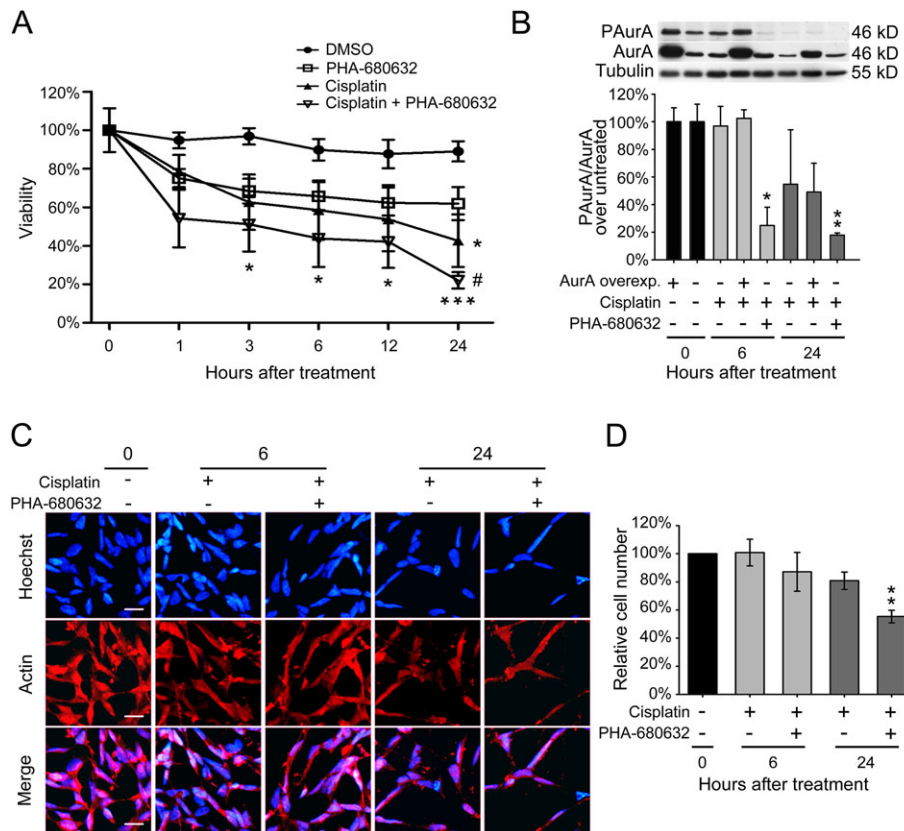 A
DMSO
PHA-680632
Cisplatin
Cisplatin + PHA-680632
120%
100%
80%
60%
40%
20%
0%
Viability
* * * * # ***
0 1 3 6 12 24
Hours after treatment
B
PAurA 46 kD
AurA 46 kD
Tubulin 55 kD
120%
100%
80%
60%
40%
20%
0%
PAurA/AurA
over untreated
* **
AurA overexp. + - - + - - + -
Cisplatin - - + + + + + +
PHA-680632 - - - - + - - +
0 6 24
Hours after treatment
C
0 6 24
Cisplatin - + + + +
PHA-680632 - - + - +
Hoechst
Actin
Merge
D
120%
100%
80%
60%
40%
20%
0%
Relative cell number
**
Cisplatin - + + + +
PHA-680632 - - + - +
0 6 24
Hours after treatment